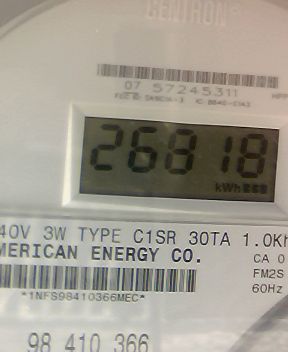 CENTRON®
07 57245311
26818
kWh
40V 3W TYPE C1SR 30TA 1.0Kh
MERICAN ENERGY CO.
CA 0
FM2S
*1NFS98410366MEC*
60Hz
98 410 366